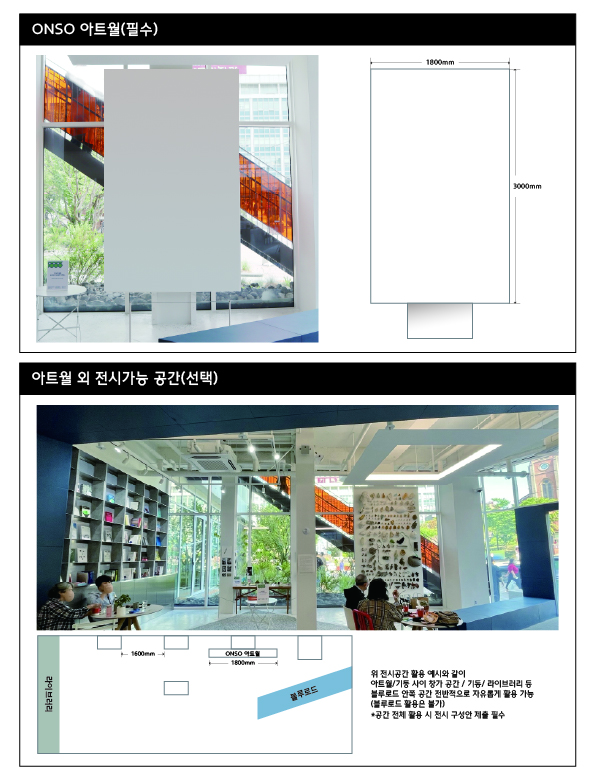 ONSO 아트월(필수)
1800mm
3000mm
아트월 외 전시가능 공간(선택)
라이브러리
1600mm
ONSO 아트월
1800mm
블루로드
위 전시공간 활용 예시와 같이
아트월/기둥 사이 창가 공간 / 기둥/ 라이브러리 등
블루로드 안쪽 공간 전반적으로 자유롭게 활용 가능
(블루로드 활용은 불가)
*공간 전체 활용 시 전시 구성안 제출 필수